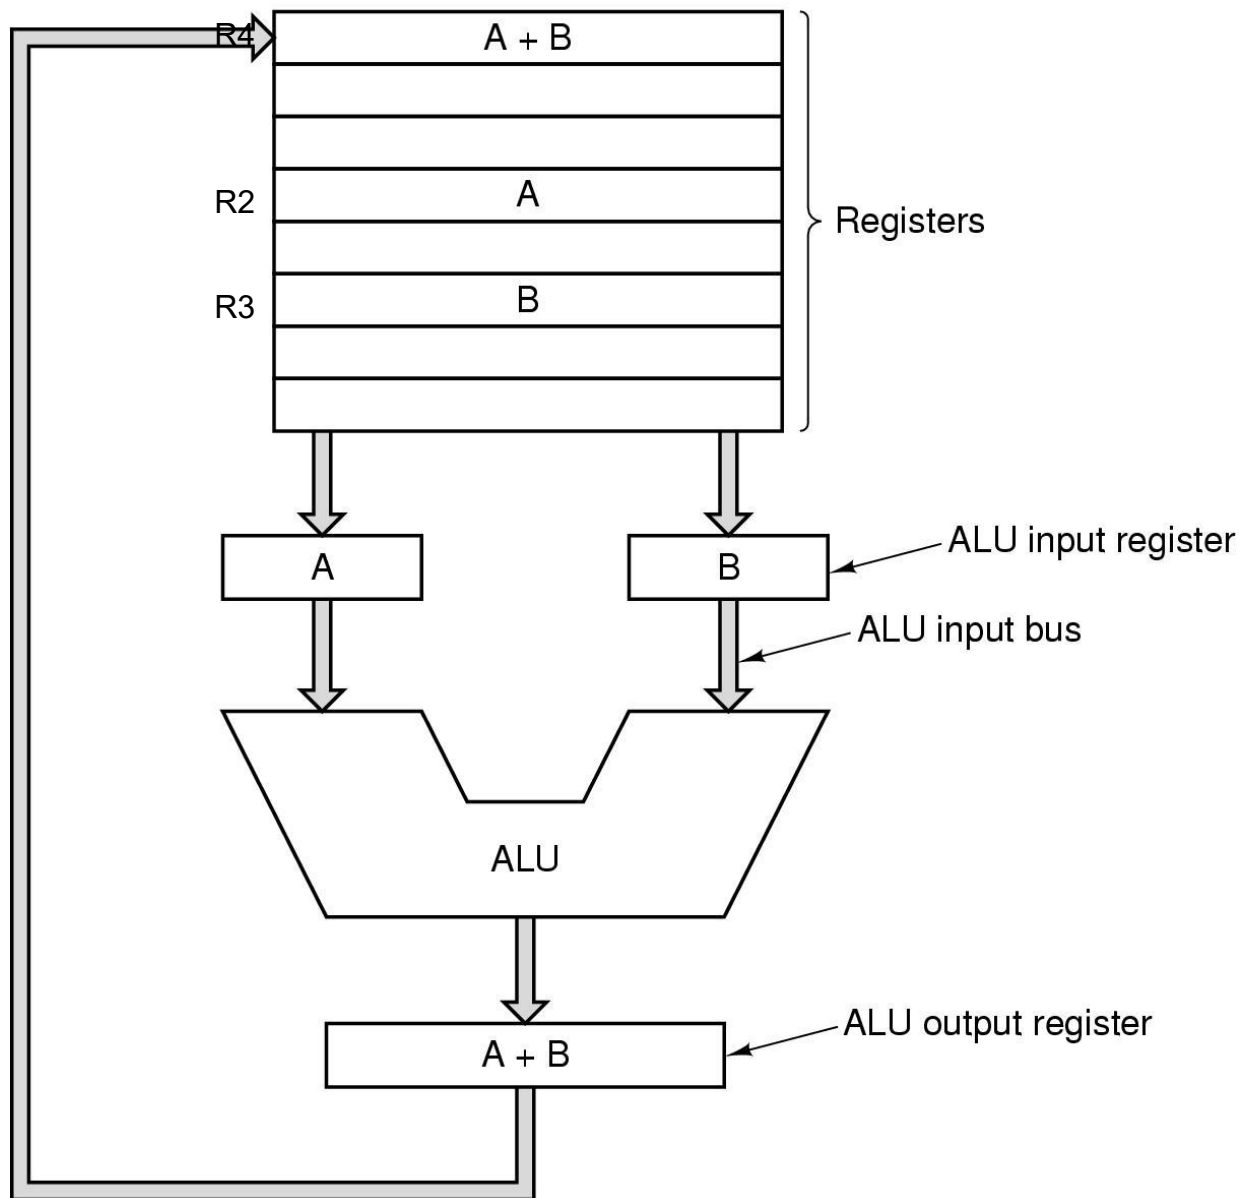 R4
A + B
R2
A
Registers
R3
B
A
B
ALU input register
ALU input bus
ALU
A + B
ALU output register